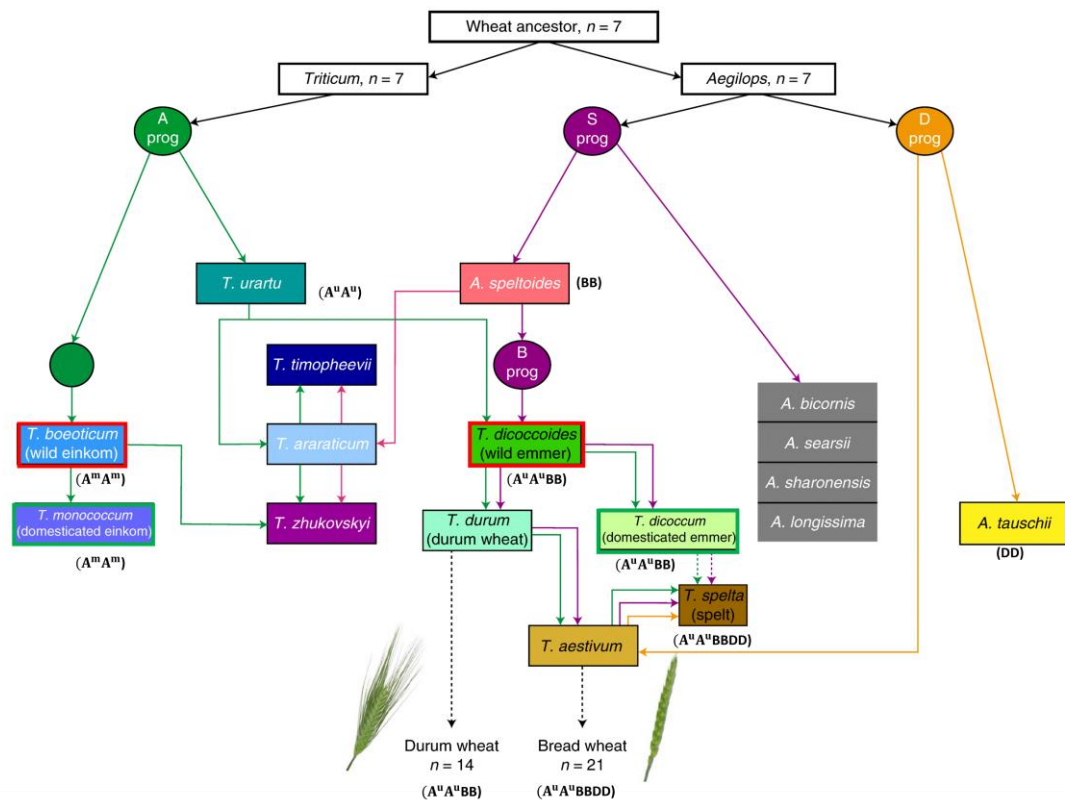 Wheat ancestor, n = 7
Triticum, n = 7
Aegilops, n = 7
A
prog
S
prog
D
prog
T. urartu
(AᵘAᵘ)
A. speltoides
(BB)
T. timopheevii
B
prog
A. bicornis
T. boeoticum
(wild einkorn)
(AᵐAᵐ)
T. araraticum
T. dicoccoides
(wild emmer)
(AᵘAᵘBB)
A. searsii
A. sharonensis
A. longissima
T. monococcum
(domesticated einkorn)
(AᵐAᵐ)
T. zhukovskyi
T. durum
(durum wheat)
T. dicoccum
(domesticated emmer)
(AᵘAᵘBB)
A. tauschii
(DD)
T. spelta
(spelt)
(AᵘAᵘBBDD)
T. aestivum
Durum wheat
n = 14
(AᵘAᵘBB)
Bread wheat
n = 21
(AᵘAᵘBBDD)